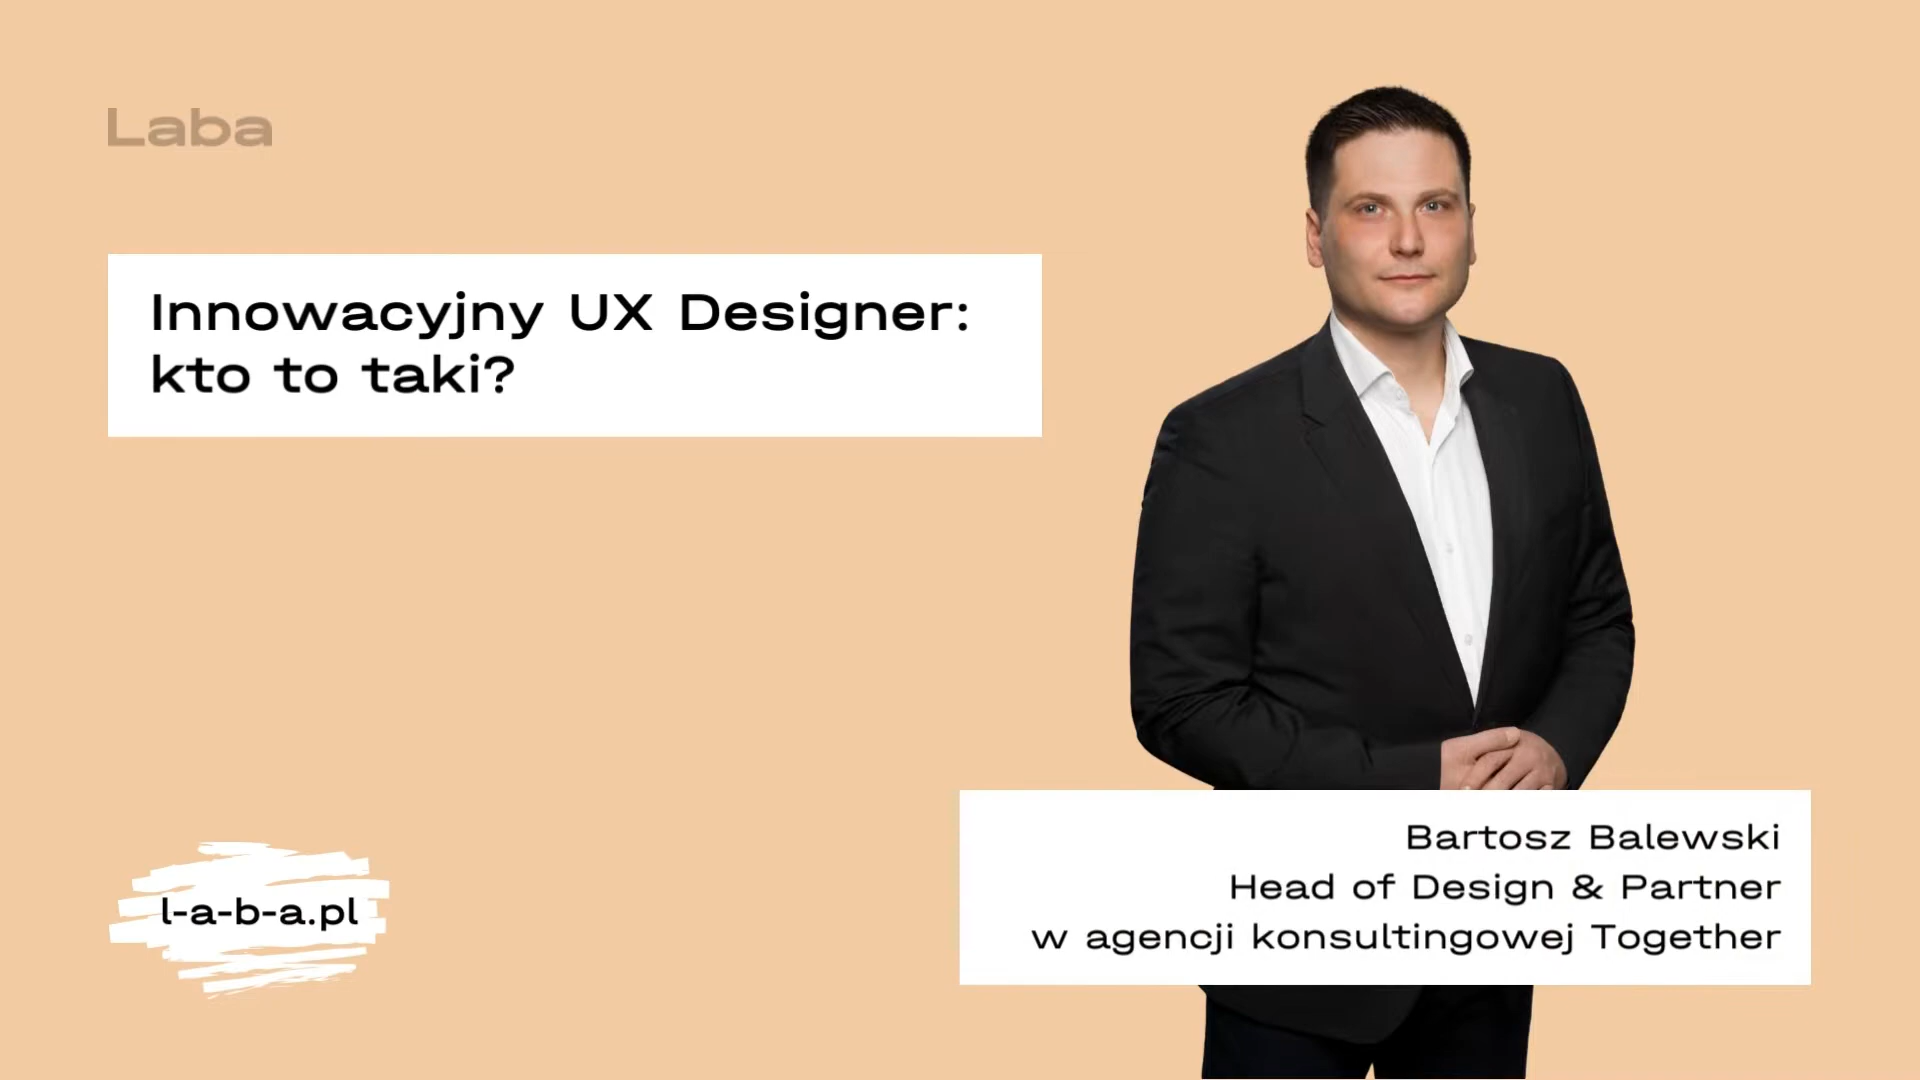 Laba
Innowacyjny UX Designer:
kto to taki?
l-a-b-a.pl
Bartosz Balewski
Head of Design & Partner
w agencji konsultingowej Together